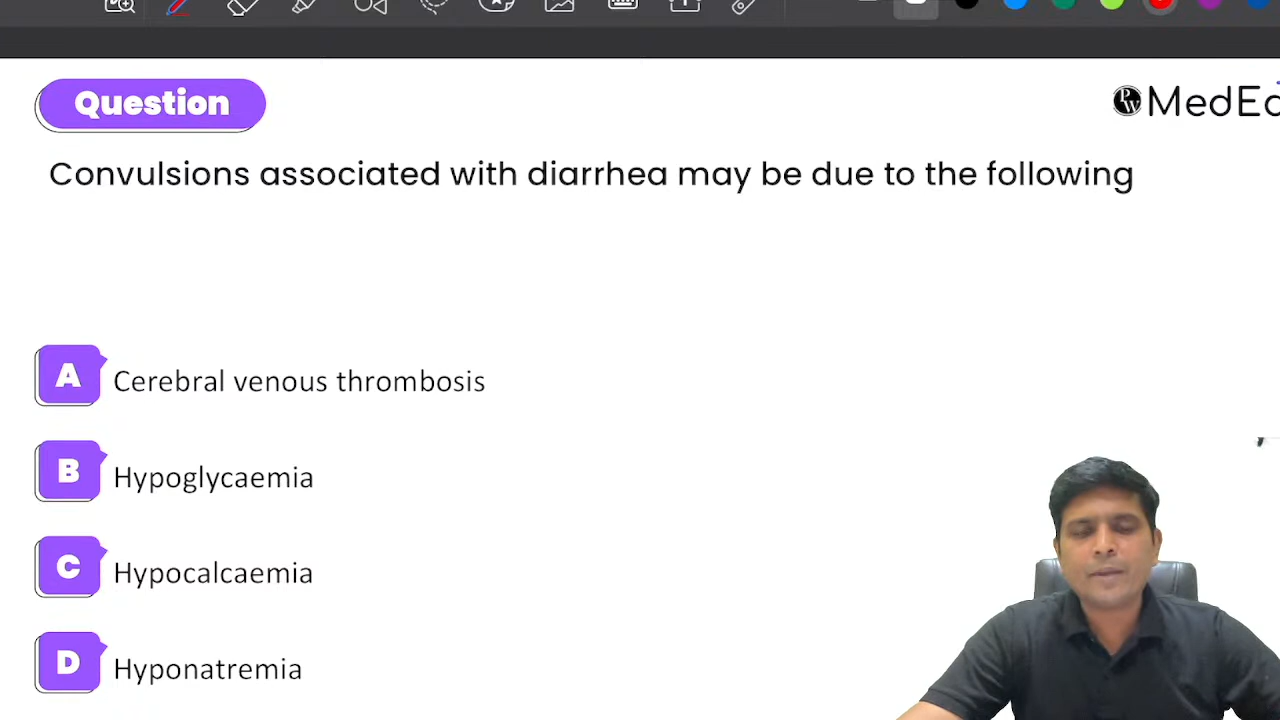 Question
MedEd
Convulsions associated with diarrhea may be due to the following
A Cerebral venous thrombosis
B Hypoglycaemia
C Hypocalcaemia
D Hyponatremia